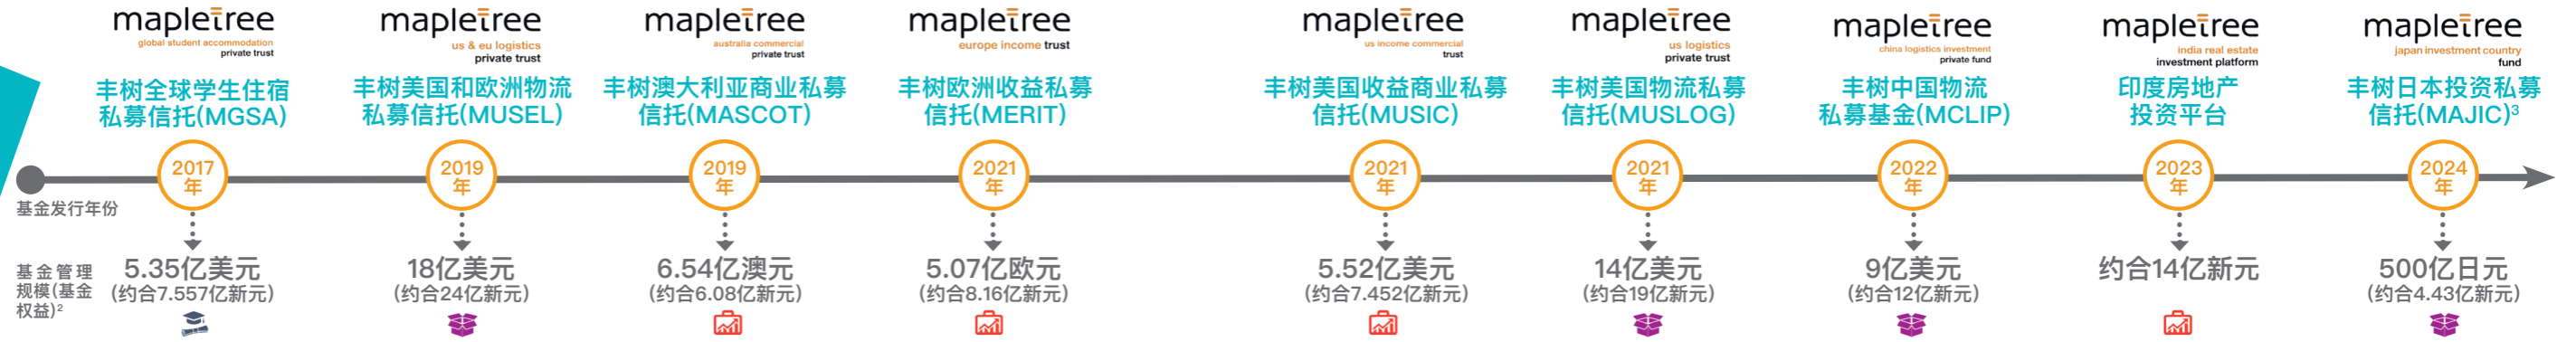 mapletree
global student accommodation
private trust
丰树全球学生住宿
私募信托(MGSA)
2017
年
5.35亿美元
(约合7.557亿新元)
mapletree
us & eu logistics
private trust
丰树美国和欧洲物流
私募信托(MUSEL)
2019
年
18亿美元
(约合24亿新元)
mapletree
australia commercial
private trust
丰树澳大利亚商业私募
信托(MASCOT)
2019
年
6.54亿澳元
(约合6.08亿新元)
mapletree
europe income trust
丰树欧洲收益私募
信托(MERIT)
2021
年
5.07亿欧元
(约合8.16亿新元)
mapletree
us income commercial
trust
丰树美国收益商业私募
信托(MUSIC)
2021
年
5.52亿美元
(约合7.452亿新元)
mapletree
us logistics
private trust
丰树美国物流私募
信托(MUSLOG)
2021
年
14亿美元
(约合19亿新元)
mapletree
china logistics investment
private fund
丰树中国物流
私募基金(MCLIP)
2022
年
9亿美元
(约合12亿新元)
mapletree
india real estate
investment platform
印度房地产
投资平台
2023
年
约合14亿新元
mapletree
japan investment country
fund
丰树日本投资私募
信托(MAJIC)³
2024
年
500亿日元
(约合4.43亿新元)
基金发行年份
基金管理
规模(基金
权益)²